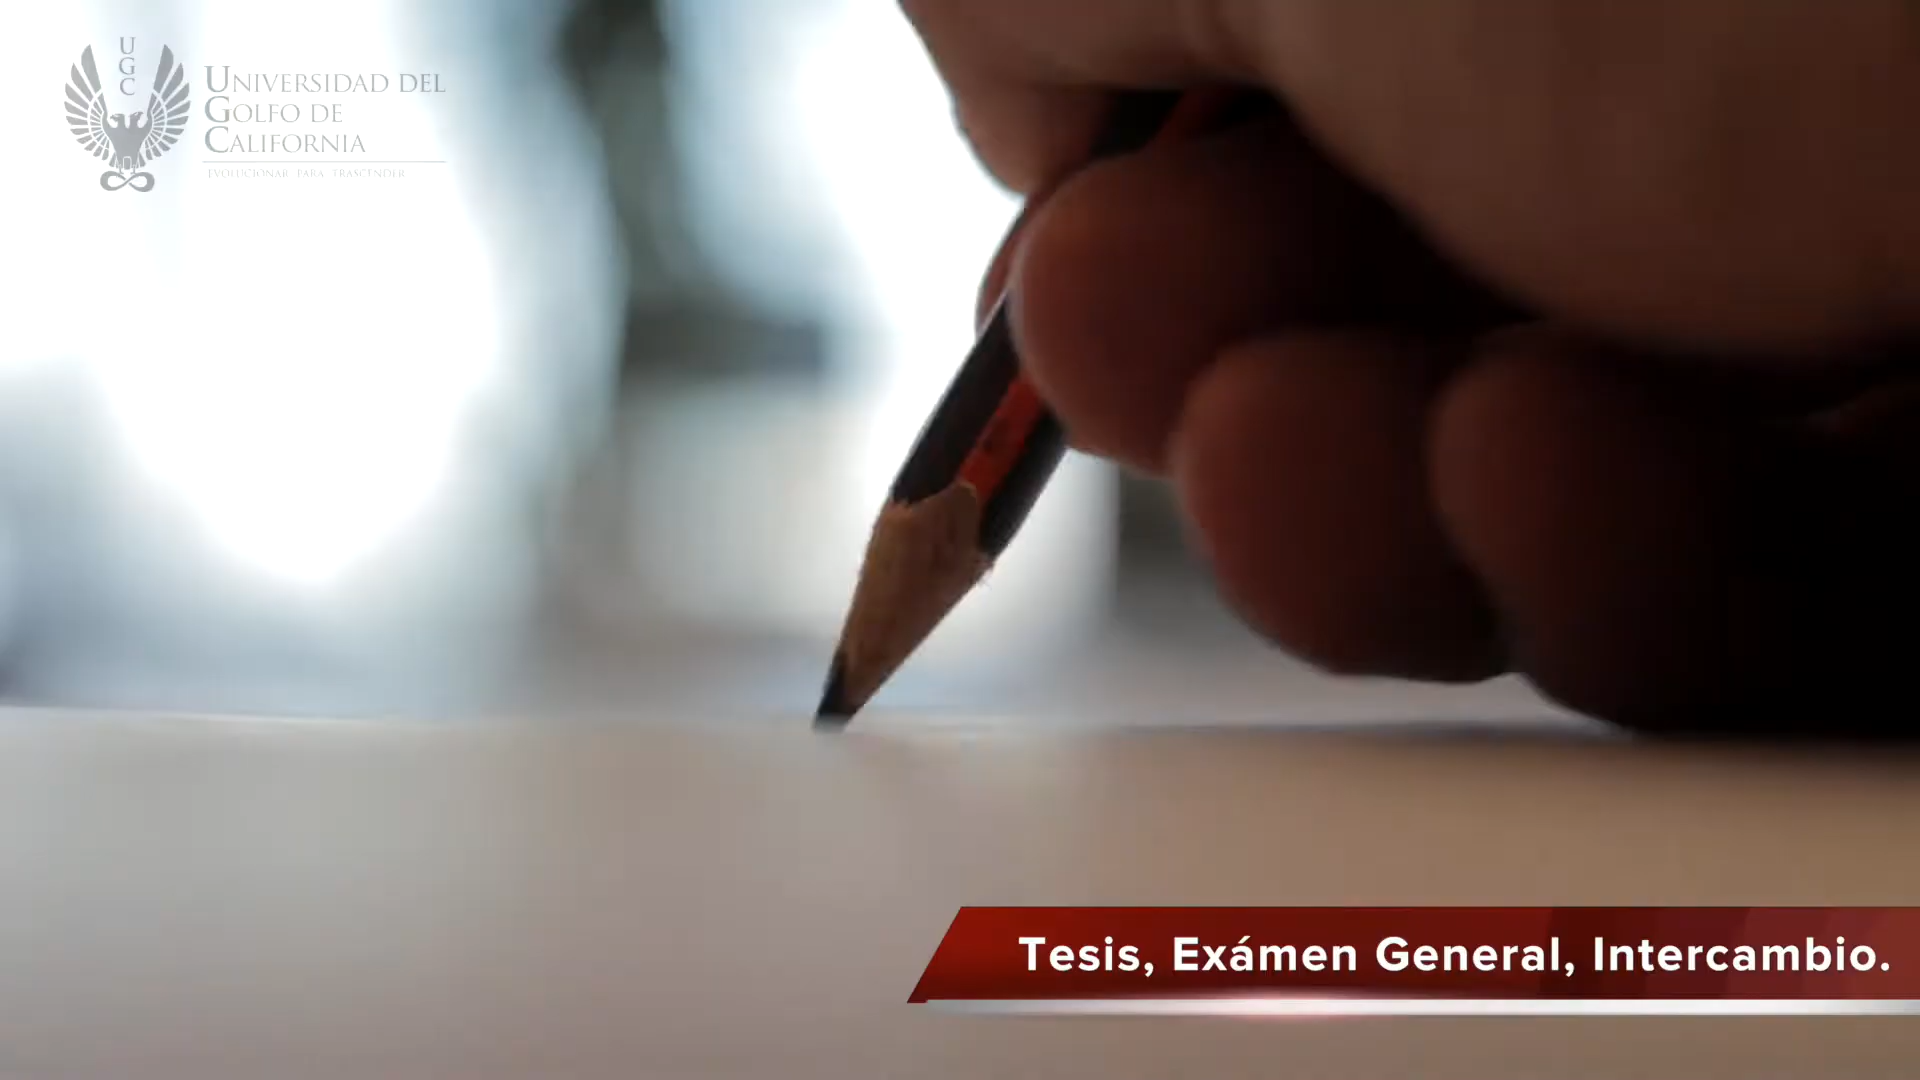 UGC
UNIVERSIDAD DEL
GOLFO DE
CALIFORNIA
EVOLUCIONAR PARA TRASCENDER
Tesis, Exámen General, Intercambio.